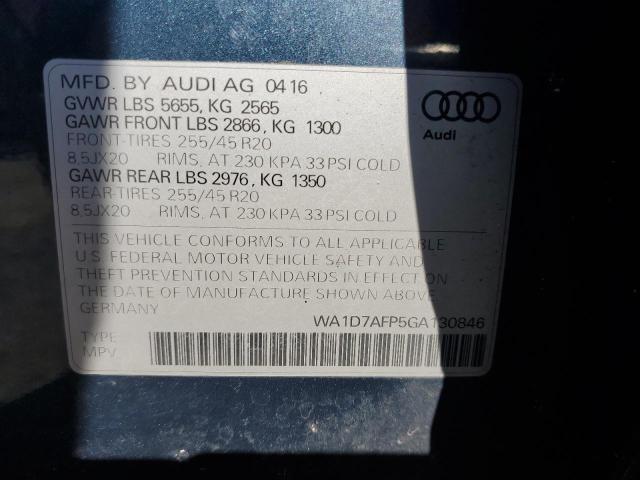 MFD. BY AUDI AG 04 16
GVWR LBS 5655, KG 2565
GAWR FRONT LBS 2866, KG 1300
FRONT-TIRES 255/45 R20
8,5JX20 RIMS, AT 230 KPA 33 PSI COLD
GAWR REAR LBS 2976, KG 1350
REAR-TIRES 255/45 R20
8,5JX20 RIMS, AT 230 KPA 33 PSI COLD
Audi
THIS VEHICLE CONFORMS TO ALL APPLICABLE
U.S. FEDERAL MOTOR VEHICLE SAFETY AND
THEFT PREVENTION STANDARDS IN EFFECT ON
THE DATE OF MANUFACTURE SHOWN ABOVE
GERMANY
WA1D7AFP5GA130846
TYPE
MPV